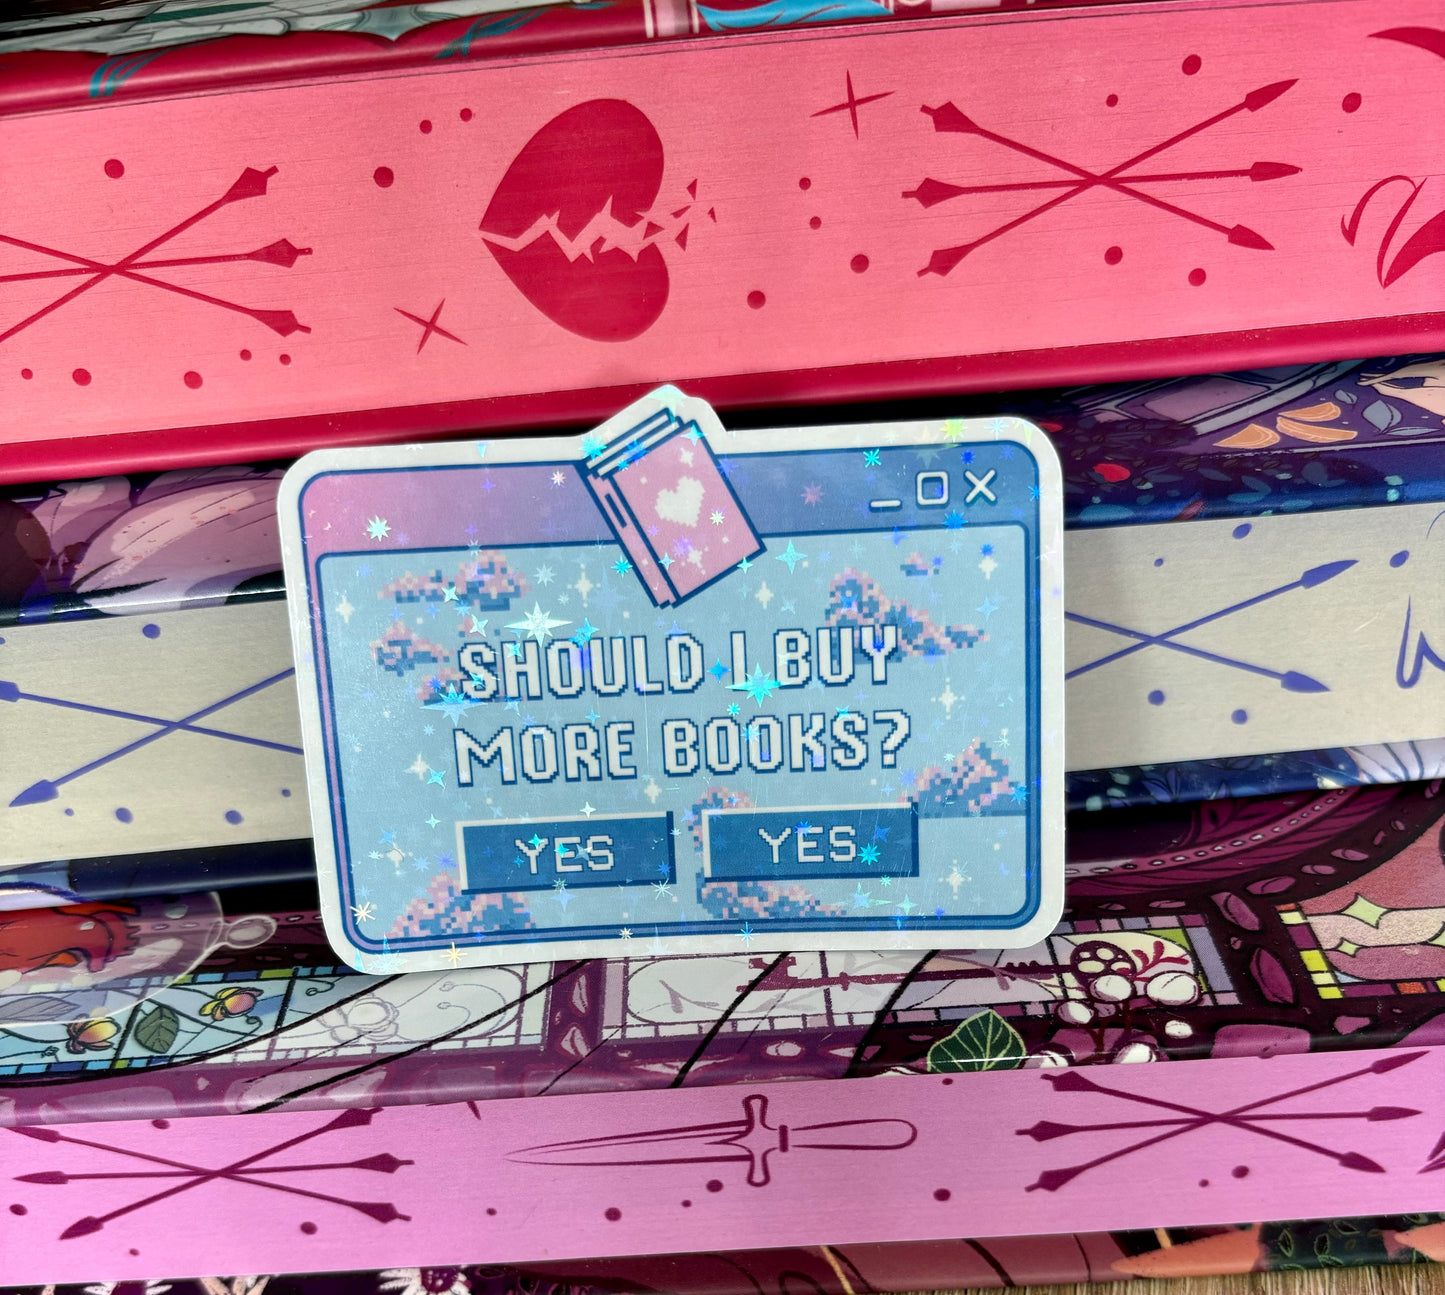 SHOULD I BUY
MORE BOOKS?
YES YES